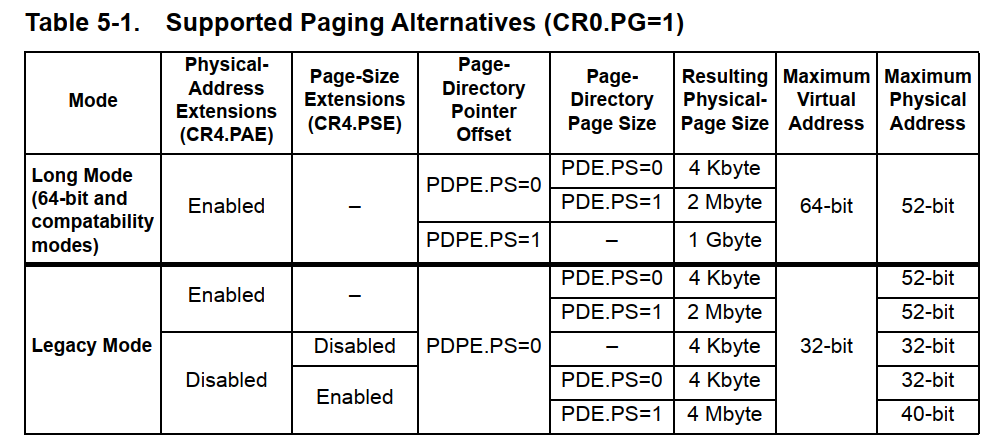 Table 5-1. Supported Paging Alternatives (CR0.PG=1)
Mode
Physical-
Address
Extensions
(CR4.PAE)
Page-Size
Extensions
(CR4.PSE)
Page-
Directory
Pointer
Offset
Page-
Directory
Page Size
Resulting
Physical-
Page Size
Maximum
Virtual
Address
Maximum
Physical
Address
Long Mode
(64-bit and
compatability
modes)
Enabled
–
PDPE.PS=0
PDE.PS=0
4 Kbyte
PDE.PS=1
2 Mbyte
PDPE.PS=1
–
1 Gbyte
64-bit
52-bit
Legacy Mode
Enabled
–
PDPE.PS=0
PDE.PS=0
4 Kbyte
32-bit
52-bit
PDE.PS=1
2 Mbyte
52-bit
Disabled
Disabled
–
4 Kbyte
32-bit
Enabled
PDE.PS=0
4 Kbyte
32-bit
PDE.PS=1
4 Mbyte
40-bit